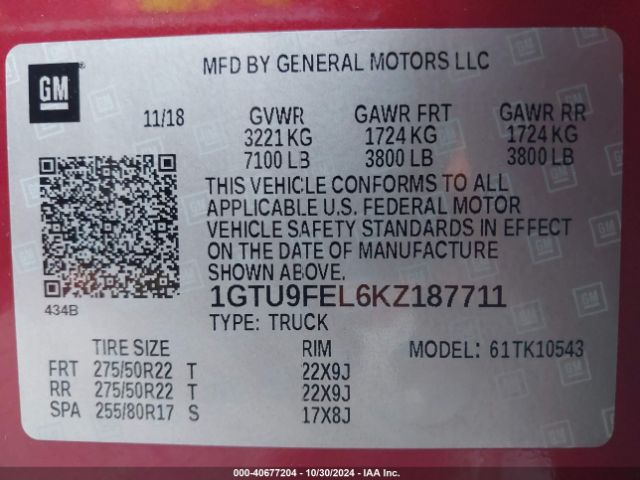 GM
MFD BY GENERAL MOTORS LLC
11/18 GVWR GAWR FRT GAWR RR
3221 KG 1724 KG 1724 KG
7100 LB 3800 LB 3800 LB
THIS VEHICLE CONFORMS TO ALL
APPLICABLE U.S. FEDERAL MOTOR
VEHICLE SAFETY STANDARDS IN EFFECT
ON THE DATE OF MANUFACTURE
SHOWN ABOVE.
434B
1GTU9FEL6KZ187711
TYPE: TRUCK
TIRE SIZE RIM MODEL: 61TK10543
FRT 275/50R22 T 22X9J
RR 275/50R22 T 22X9J
SPA 255/80R17 S 17X8J
000-40677204 - 10/30/2024 - IAA Inc.